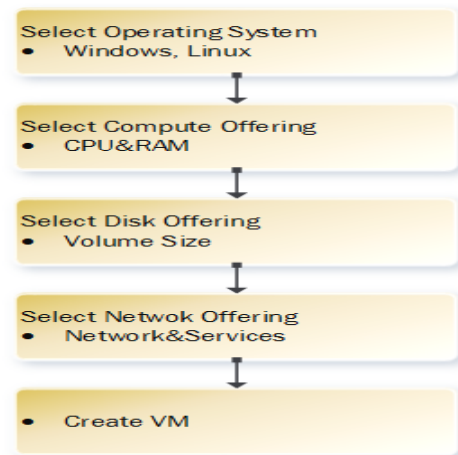 Select Operating System
• Windows, Linux
Select Compute Offering
• CPU&RAM
Select Disk Offering
• Volume Size
Select Netwok Offering
• Network&Services
• Create VM